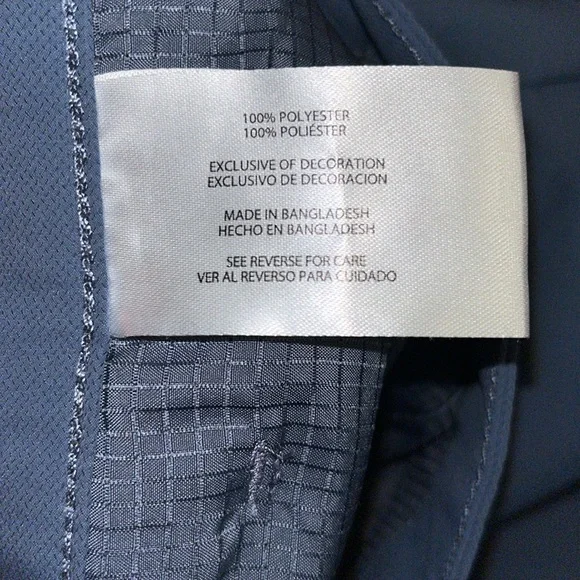 100% POLYESTER
100% POLIÉSTER
EXCLUSIVE OF DECORATION
EXCLUSIVO DE DECORACION
MADE IN BANGLADESH
HECHO EN BANGLADESH
SEE REVERSE FOR CARE
VER AL REVERSO PARA CUIDADO